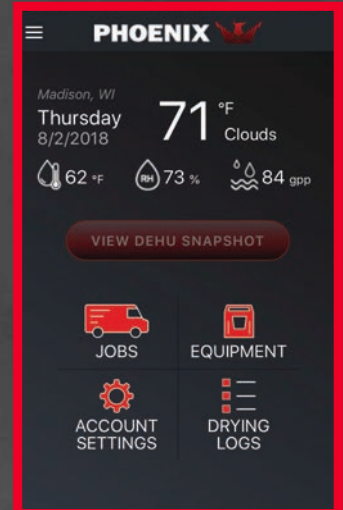 PHOENIX
Madison, WI
Thursday
8/2/2018
71 °F
Clouds
62 °F
RH 73 %
84 gpp
VIEW DEHU SNAPSHOT
JOBS
EQUIPMENT
ACCOUNT
SETTINGS
DRYING
LOGS